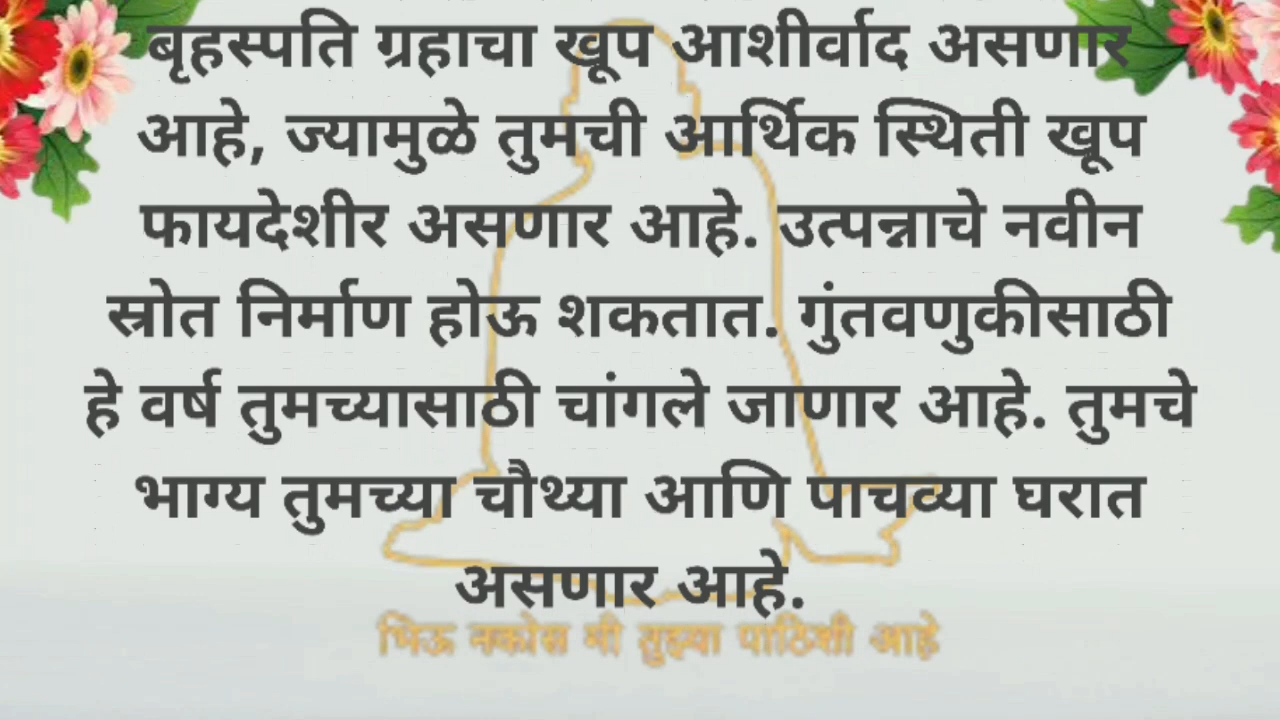 बृहस्पति ग्रहाचा खूप आशीर्वाद असणार
आहे, ज्यामुळे तुमची आर्थिक स्थिती खूप
फायदेशीर असणार आहे. उत्पन्नाचे नवीन
स्रोत निर्माण होऊ शकतात. गुंतवणुकीसाठी
हे वर्ष तुमच्यासाठी चांगले जाणार आहे. तुमचे
भाग्य तुमच्या चौथ्या आणि पाचव्या घरात
असणार आहे.
भिऊ नकोस मी तुझ्या पाठिशी आहे